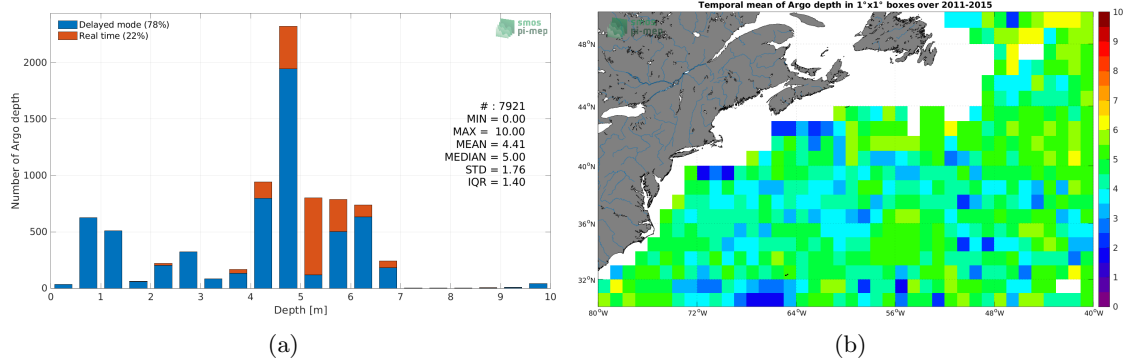 Delayed mode (78%)
Real time (22%)
smos
pi-mep
Number of Argo depth
2000
1500
1000
500
0
# : 7921
MIN = 0.00
MAX = 10.00
MEAN = 4.41
MEDIAN = 5.00
STD = 1.76
IQR = 1.40
0 1 2 3 4 5 6 7 8 9 10
Depth [m]
(a)
Temporal mean of Argo depth in 1°x1° boxes over 2011-2015
smos
pi-mep
48°N
44°N
40°N
36°N
32°N
80°W 72°W 64°W 56°W 48°W 40°W
10
9
8
7
6
5
4
3
2
1
0
(b)